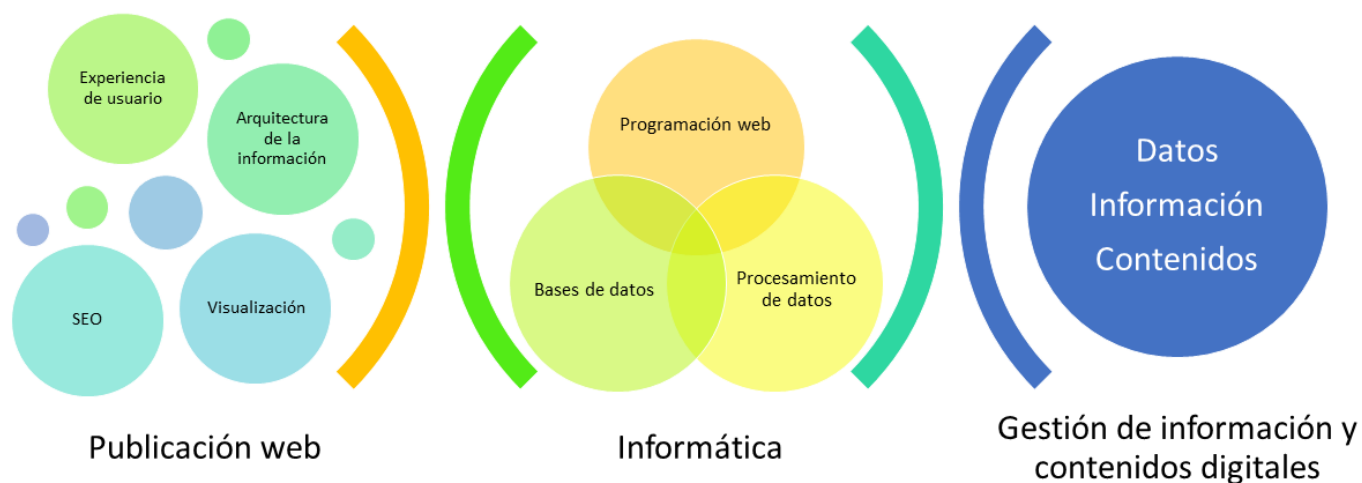 Experiencia
de usuario
Arquitectura
de la
información
SEO
Visualización
Publicación web
Programación web
Bases de datos
Procesamiento
de datos
Informática
Datos
Información
Contenidos
Gestión de información y
contenidos digitales